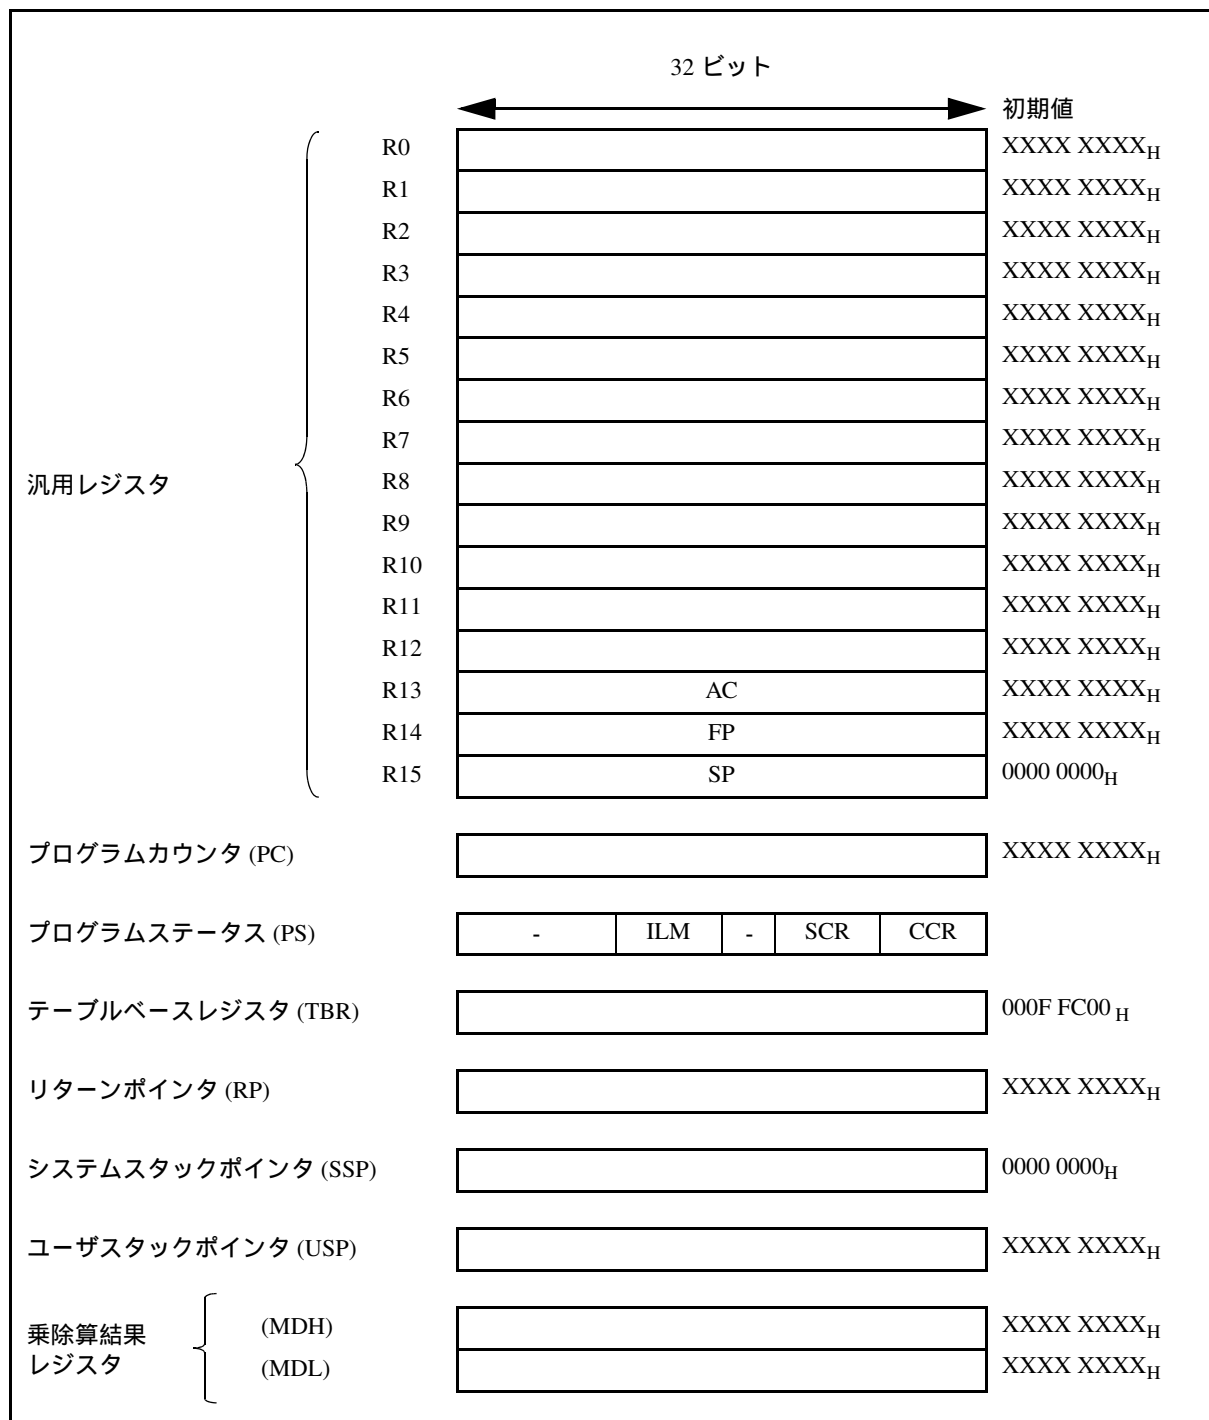 32 ビット
初期値
R0 XXXX XXXXH
R1 XXXX XXXXH
R2 XXXX XXXXH
R3 XXXX XXXXH
R4 XXXX XXXXH
R5 XXXX XXXXH
R6 XXXX XXXXH
R7 XXXX XXXXH
汎用レジスタ R8 XXXX XXXXH
R9 XXXX XXXXH
R10 XXXX XXXXH
R11 XXXX XXXXH
R12 XXXX XXXXH
R13 AC XXXX XXXXH
R14 FP XXXX XXXXH
R15 SP 0000 0000H
プログラムカウンタ (PC) XXXX XXXXH
プログラムステータス (PS) - ILM - SCR CCR
テーブルベースレジスタ (TBR) 000F FC00 H
リターンポインタ (RP) XXXX XXXXH
システムスタックポインタ (SSP) 0000 0000H
ユーザスタックポインタ (USP) XXXX XXXXH
乗除算結果 (MDH) XXXX XXXXH
レジスタ (MDL) XXXX XXXXH